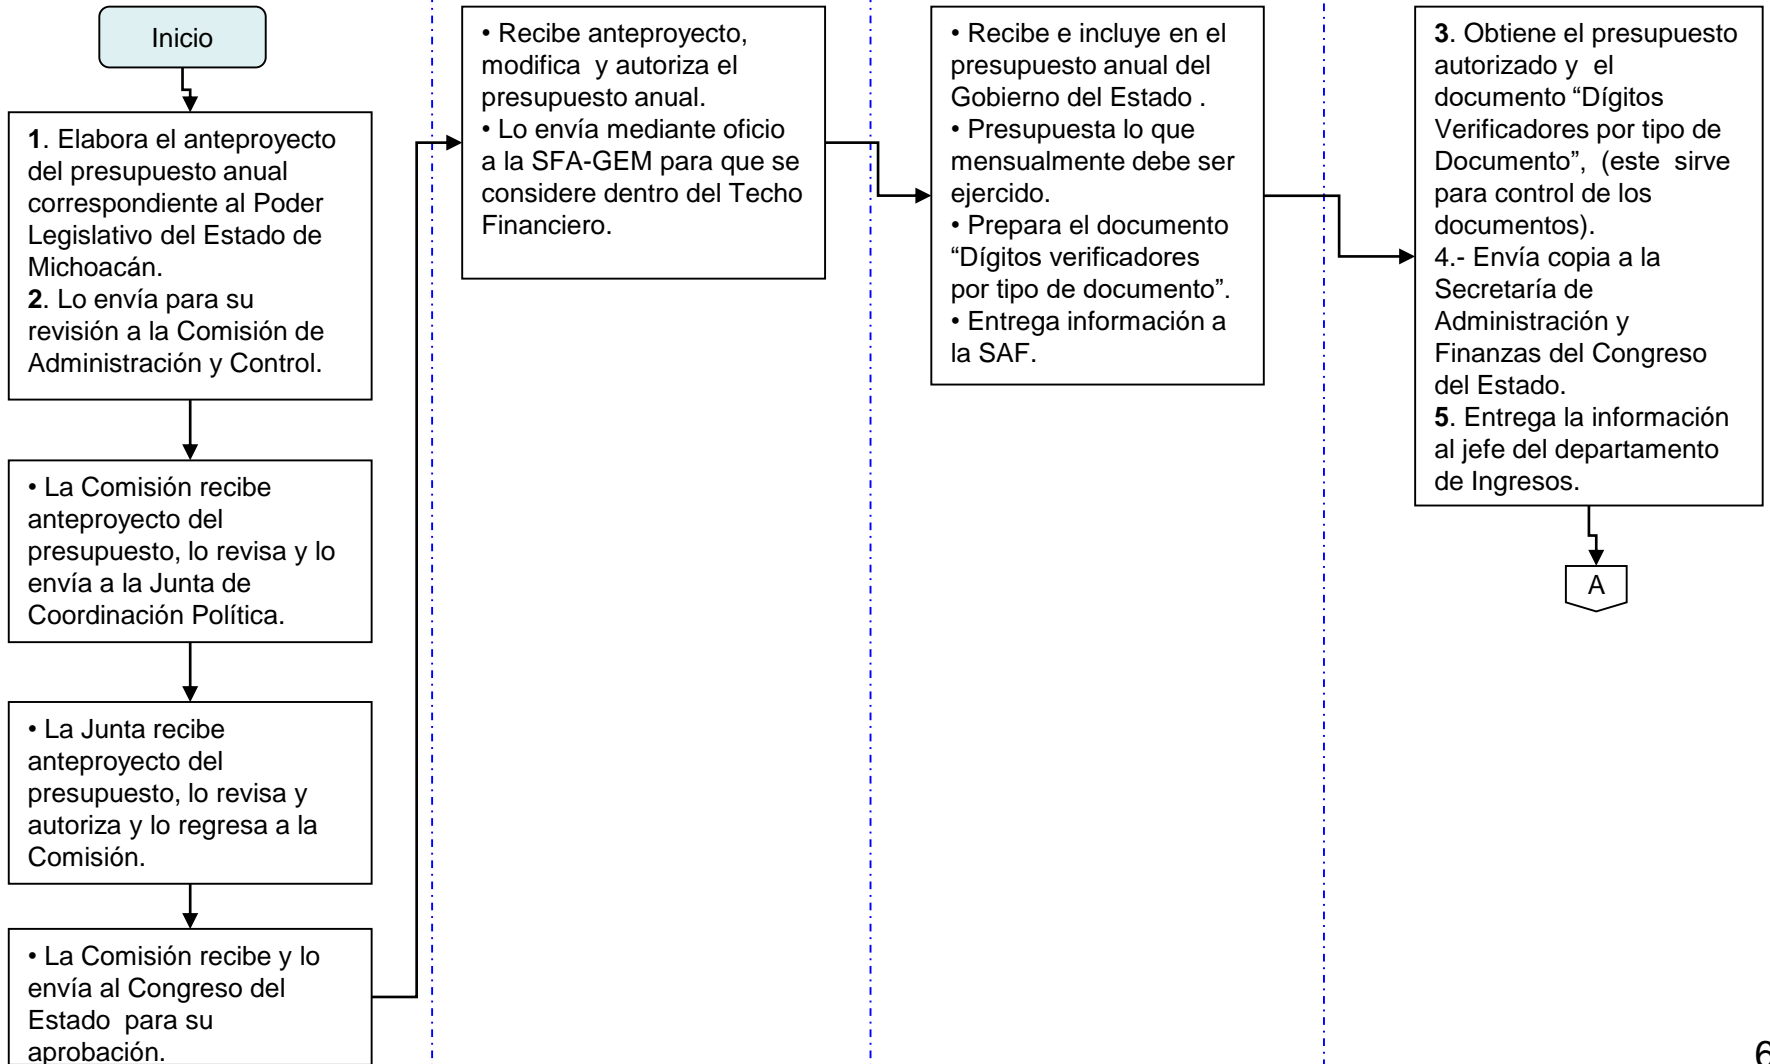 Inicio
1. Elabora el anteproyecto
del presupuesto anual
correspondiente al Poder
Legislativo del Estado de
Michoacán.
2. Lo envía para su
revisión a la Comisión de
Administración y Control.
• La Comisión recibe
anteproyecto del
presupuesto, lo revisa y lo
envía a la Junta de
Coordinación Política.
• La Junta recibe
anteproyecto del
presupuesto, lo revisa y
autoriza y lo regresa a la
Comisión.
• La Comisión recibe y lo
envía al Congreso del
Estado para su
aprobación.
• Recibe anteproyecto,
modifica y autoriza el
presupuesto anual.
• Lo envía mediante oficio
a la SFA-GEM para que se
considere dentro del Techo
Financiero.
• Recibe e incluye en el
presupuesto anual del
Gobierno del Estado .
• Presupuesta lo que
mensualmente debe ser
ejercido.
• Prepara el documento
“Dígitos verificadores
por tipo de documento”.
• Entrega información a
la SAF.
3. Obtiene el presupuesto
autorizado y el
documento “Dígitos
Verificadores por tipo de
Documento”, (este sirve
para control de los
documentos).
4.- Envía copia a la
Secretaría de
Administración y
Finanzas del Congreso
del Estado.
5. Entrega la información
al jefe del departamento
de Ingresos.
A
6